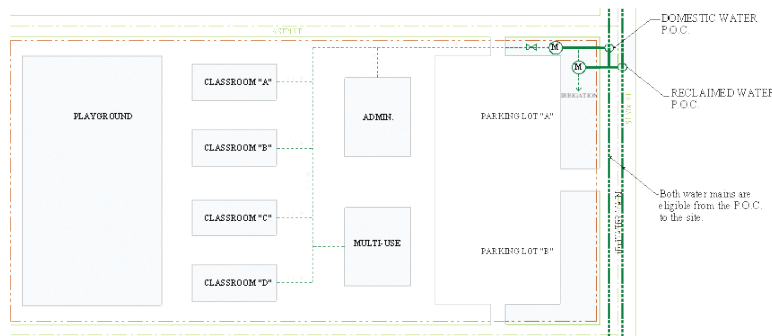 DOMESTIC WATER
P.O.C.
AVENUE
M
M
CLASSROOM "A"
RECLAIMED WATER
P.O.C.
IRRIGATION
PLAYGROUND
ADMIN.
PARKING LOT "A"
CLASSROOM "B"
Both water mains are
eligible from the P.O.C.
to the site.
CLASSROOM "C"
MULTI-USE
PARKING LOT "B"
CLASSROOM "D"